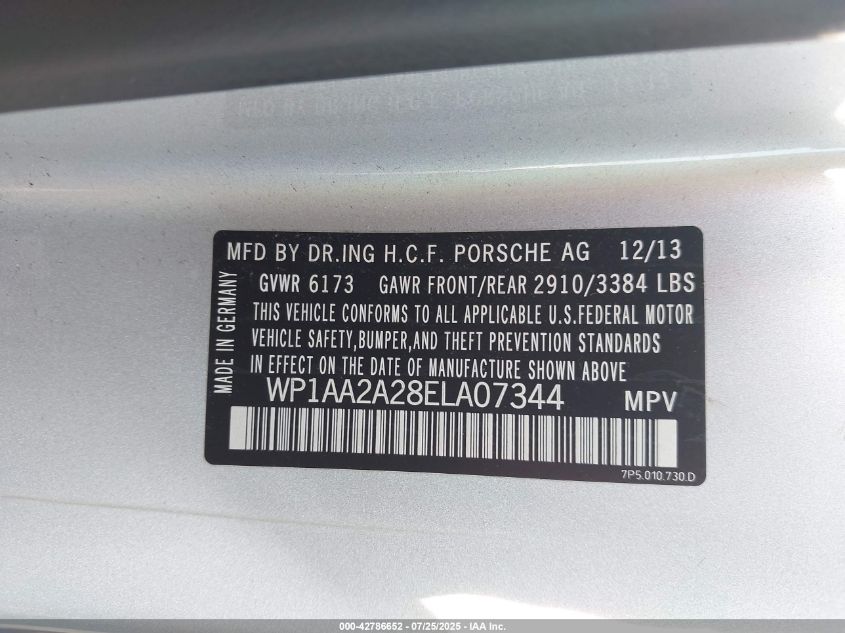 MFD BY DR.ING H.C.F. PORSCHE AG 12/13
GVWR 6173 GAWR FRONT/REAR 2910/3384 LBS
THIS VEHICLE CONFORMS TO ALL APPLICABLE U.S.FEDERAL MOTOR
VEHICLE SAFETY,BUMPER,AND THEFT PREVENTION STANDARDS
IN EFFECT ON THE DATE OF MANUFACTURE SHOWN ABOVE
MADE IN GERMANY
WP1AA2A28ELA07344 MPV
7P5.010.730.D
000-42786652 - 07/25/2025 - IAA Inc.